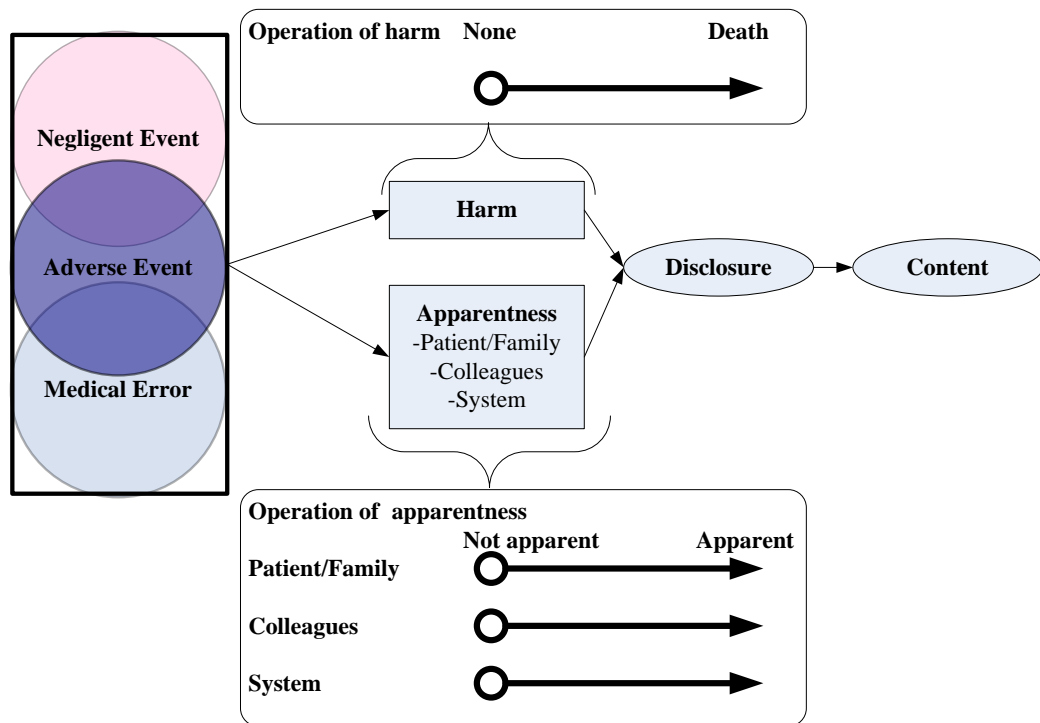 Operation of harm None Death
Negligent Event
Adverse Event
Medical Error
Harm
Apparentness
-Patient/Family
-Colleagues
-System
Disclosure
Content
Operation of apparentness
Not apparent Apparent
Patient/Family
Colleagues
System